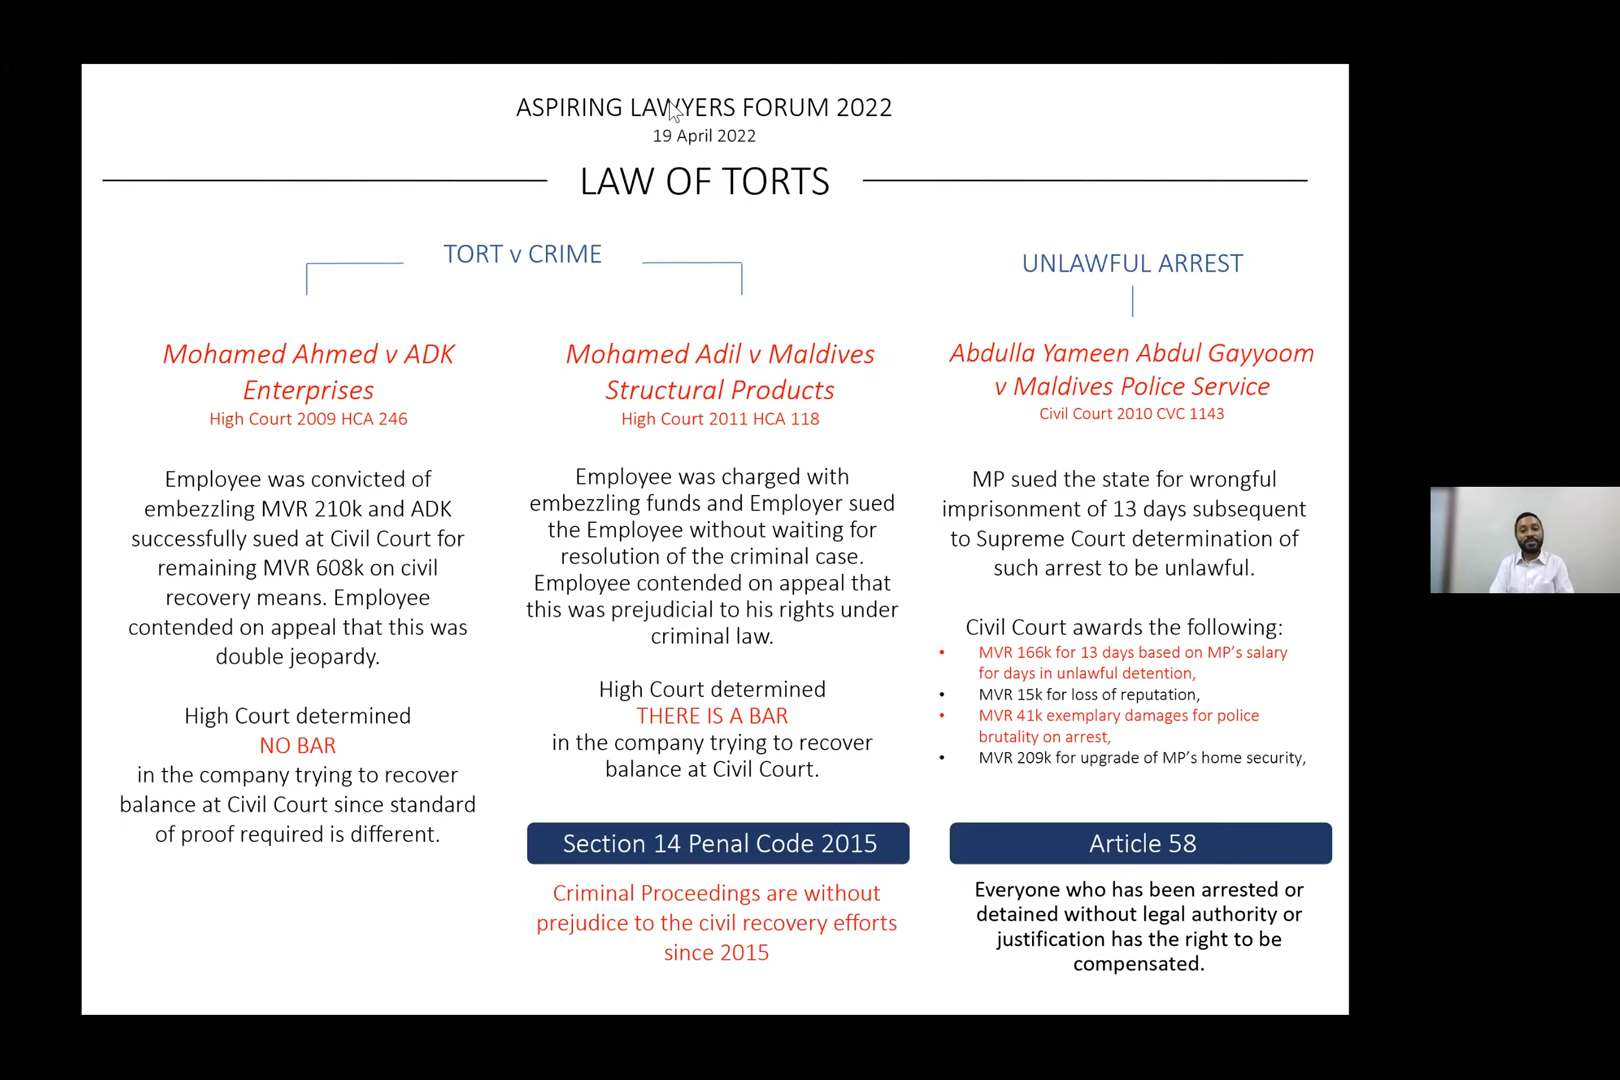 ASPIRING LAWYERS FORUM 2022
19 April 2022
LAW OF TORTS
TORT v CRIME
Mohamed Ahmed v ADK
Enterprises
High Court 2009 HCA 246
Employee was convicted of
embezzling MVR 210k and ADK
successfully sued at Civil Court for
remaining MVR 608k on civil
recovery means. Employee
contended on appeal that this was
double jeopardy.
High Court determined
NO BAR
in the company trying to recover
balance at Civil Court since standard
of proof required is different.
Mohamed Adil v Maldives
Structural Products
High Court 2011 HCA 118
Employee was charged with
embezzling funds and Employer sued
the Employee without waiting for
resolution of the criminal case.
Employee contended on appeal that
this was prejudicial to his rights under
criminal law.
High Court determined
THERE IS A BAR
in the company trying to recover
balance at Civil Court.
Section 14 Penal Code 2015
Criminal Proceedings are without
prejudice to the civil recovery efforts
since 2015
UNLAWFUL ARREST
Abdulla Yameen Abdul Gayyoom
v Maldives Police Service
Civil Court 2010 CVC 1143
MP sued the state for wrongful
imprisonment of 13 days subsequent
to Supreme Court determination of
such arrest to be unlawful.
Civil Court awards the following:
• MVR 166k for 13 days based on MP's salary
for days in unlawful detention,
• MVR 15k for loss of reputation,
• MVR 41k exemplary damages for police
brutality on arrest,
• MVR 209k for upgrade of MP's home security,
Article 58
Everyone who has been arrested or
detained without legal authority or
justification has the right to be
compensated.